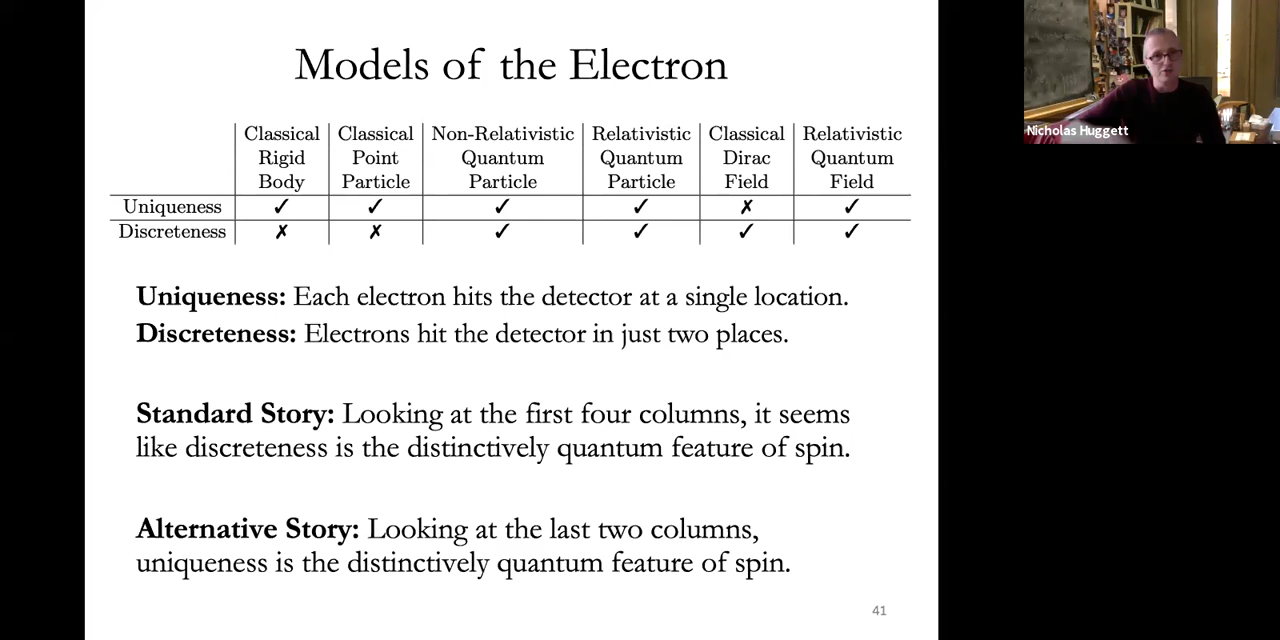 Models of the Electron
Classical Classical Non-Relativistic Relativistic Classical Relativistic
Rigid Point Quantum Quantum Dirac Quantum
Body Particle Particle Particle Field Field
Uniqueness ✓ ✓ ✓ ✓ ✗ ✓
Discreteness ✗ ✗ ✓ ✓ ✓ ✓
Uniqueness: Each electron hits the detector at a single location.
Discreteness: Electrons hit the detector in just two places.
Standard Story: Looking at the first four columns, it seems
like discreteness is the distinctively quantum feature of spin.
Alternative Story: Looking at the last two columns,
uniqueness is the distinctively quantum feature of spin.
41
Nicholas Huggett